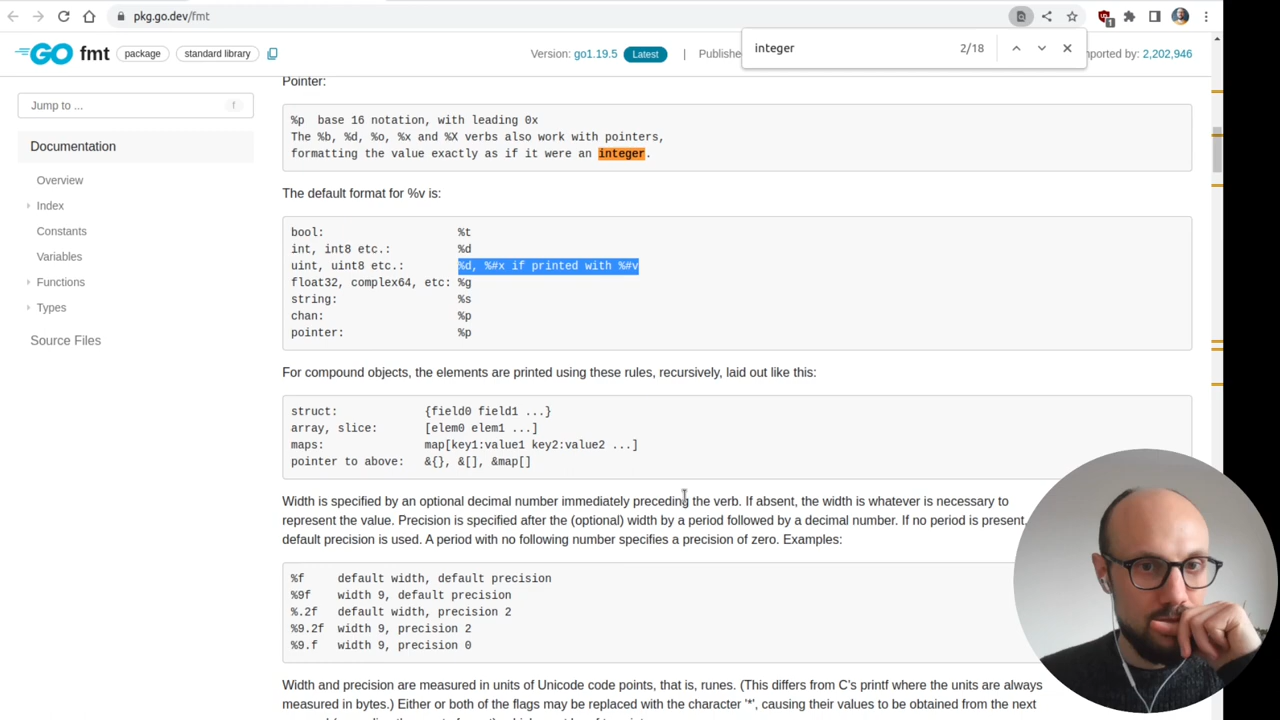 pkg.go.dev/fmt
1
integer
2/18
GO fmt
package
standard library
Version: go1.19.5
Latest
Publishe
ported by: 2,202,946
Jump to ...
f
Documentation
Overview
Index
Constants
Variables
Functions
Types
Source Files
Pointer:
%p  base 16 notation, with leading 0x
The %b, %d, %o, %x and %X verbs also work with pointers,
formatting the value exactly as if it were an integer.
The default format for %v is:
bool:                    %t
int, int8 etc.:          %d
uint, uint8 etc.:        %d, %#x if printed with %#v
float32, complex64, etc: %g
string:                  %s
chan:                    %p
pointer:                 %p
For compound objects, the elements are printed using these rules, recursively, laid out like this:
struct:             {field0 field1 ...}
array, slice:       [elem0 elem1 ...]
maps:               map[key1:value1 key2:value2 ...]
pointer to above:   &{}, &[], &map[]
Width is specified by an optional decimal number immediately preceding the verb. If absent, the width is whatever is necessary to
represent the value. Precision is specified after the (optional) width by a period followed by a decimal number. If no period is present,
default precision is used. A period with no following number specifies a precision of zero. Examples:
%f     default width, default precision
%9f    width 9, default precision
%.2f   default width, precision 2
%9.2f  width 9, precision 2
%9.f   width 9, precision 0
Width and precision are measured in units of Unicode code points, that is, runes. (This differs from C's printf where the units are always
measured in bytes.) Either or both of the flags may be replaced with the character '*', causing their values to be obtained from the next